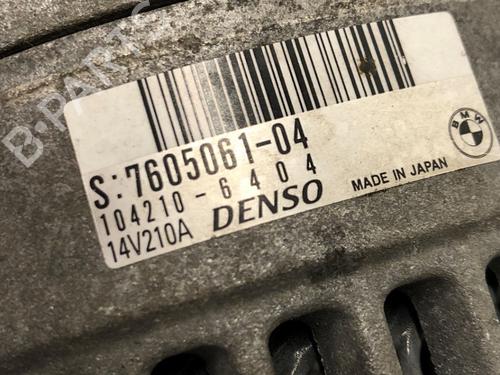 B-PARTS
S:7605061-04
104210-6404
14V210A DENSO
BMW
MADE IN JAPAN